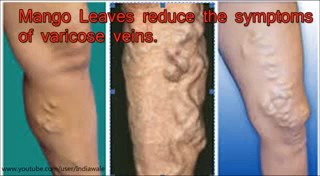 Mango Leaves reduce the symptoms
of varicose veins.
www.youtube.com/user/Indiawale